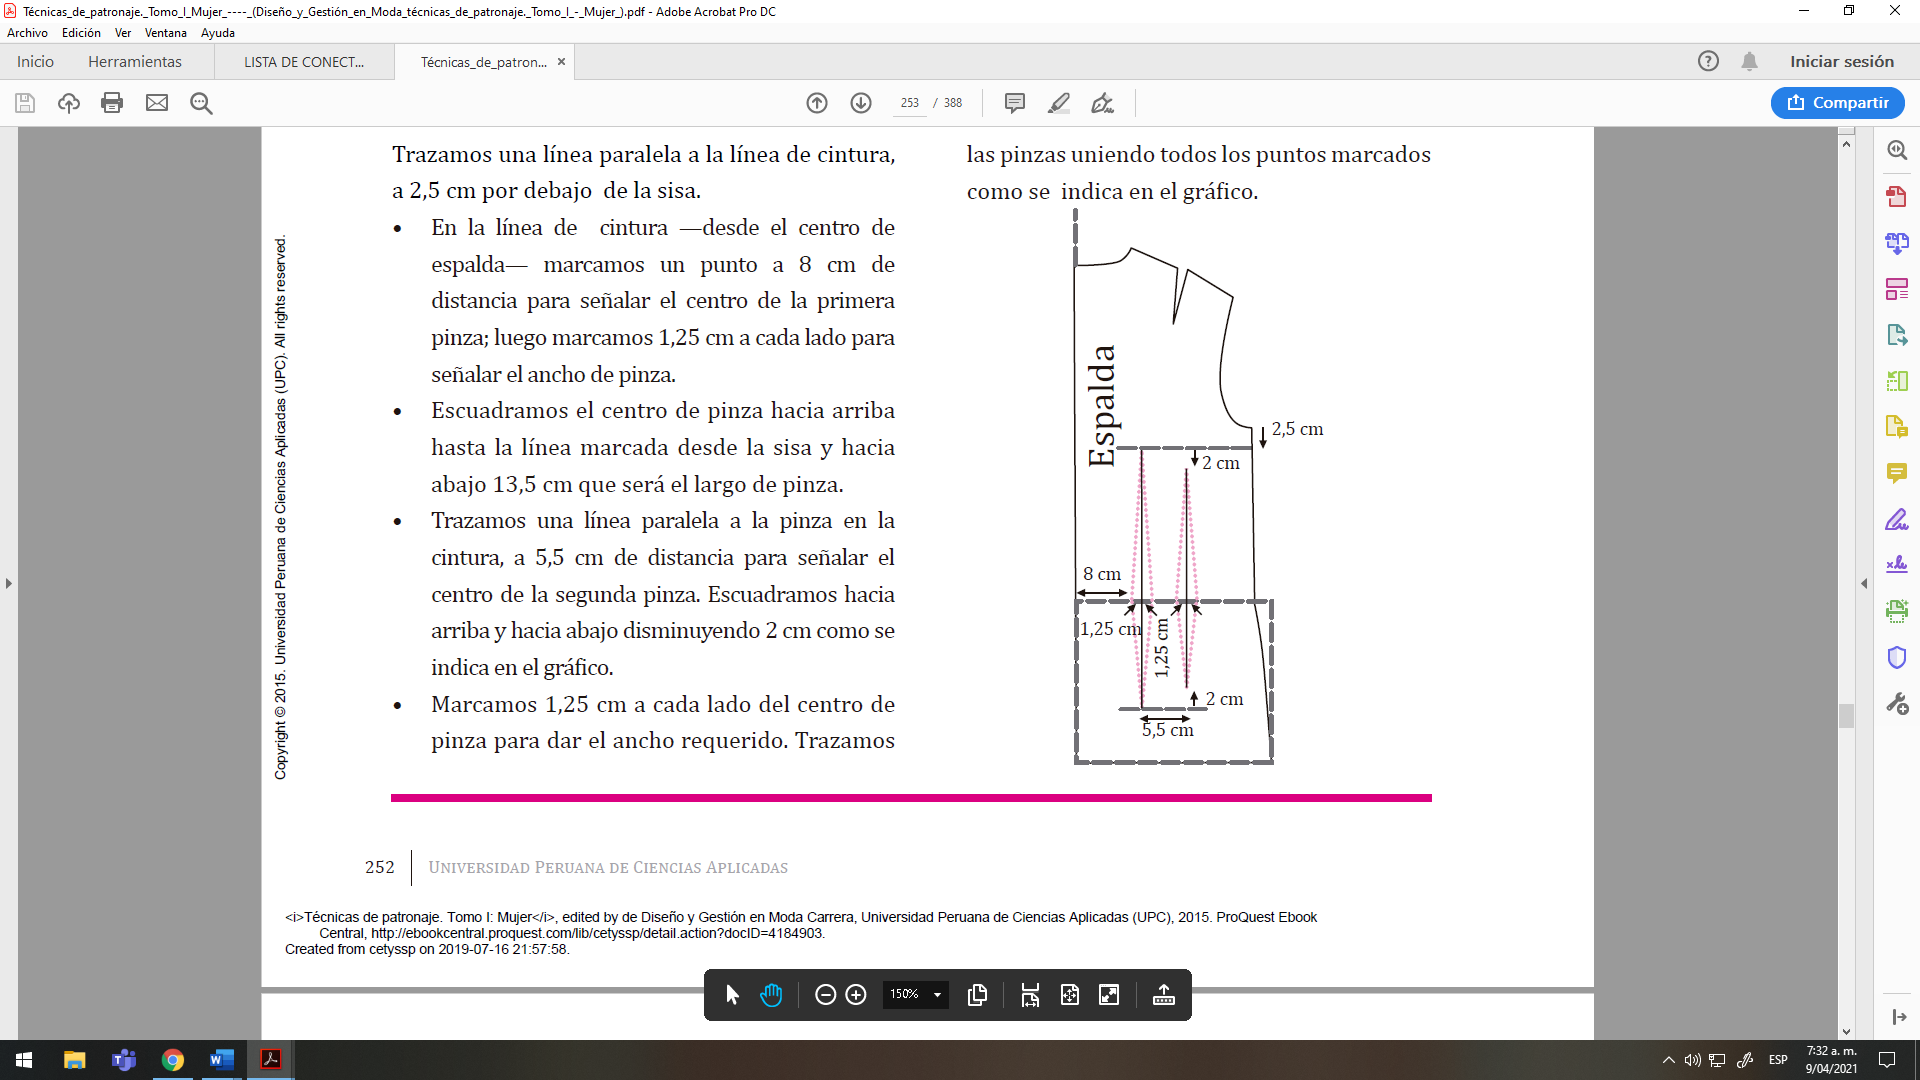 Técnicas_de_patronaje._Tomo_I_Mujer_----_(Diseño_y_Gestión_en_Moda_técnicas_de_patronaje._Tomo_I_-_Mujer_).pdf - Adobe Acrobat Pro DC
Archivo Edición Ver Ventana Ayuda
Inicio Herramientas LISTA DE CONECT... Técnicas_de_patron... Iniciar sesión
253 / 388 Compartir
Trazamos una línea paralela a la línea de cintura,
a 2,5 cm por debajo de la sisa.
• En la línea de cintura —desde el centro de
espalda— marcamos un punto a 8 cm de
distancia para señalar el centro de la primera
pinza; luego marcamos 1,25 cm a cada lado para
señalar el ancho de pinza.
• Escuadramos el centro de pinza hacia arriba
hasta la línea marcada desde la sisa y hacia
abajo 13,5 cm que será el largo de pinza.
• Trazamos una línea paralela a la pinza en la
cintura, a 5,5 cm de distancia para señalar el
centro de la segunda pinza. Escuadramos hacia
arriba y hacia abajo disminuyendo 2 cm como se
indica en el gráfico.
• Marcamos 1,25 cm a cada lado del centro de
pinza para dar el ancho requerido. Trazamos
las pinzas uniendo todos los puntos marcados
como se indica en el gráfico.
Espalda
2,5 cm
2 cm
8 cm
1,25 cm
1,25 cm
2 cm
5,5 cm
Copyright © 2015. Universidad Peruana de Ciencias Aplicadas (UPC). All rights reserved.
252 UNIVERSIDAD PERUANA DE CIENCIAS APLICADAS
<i>Técnicas de patronaje. Tomo I: Mujer</i>, edited by de Diseño y Gestión en Moda Carrera, Universidad Peruana de Ciencias Aplicadas (UPC), 2015. ProQuest Ebook
Central, http://ebookcentral.proquest.com/lib/cetyssp/detail.action?docID=4184903.
Created from cetyssp on 2019-07-16 21:57:58.
150%
ESP
7:32 a. m.
9/04/2021